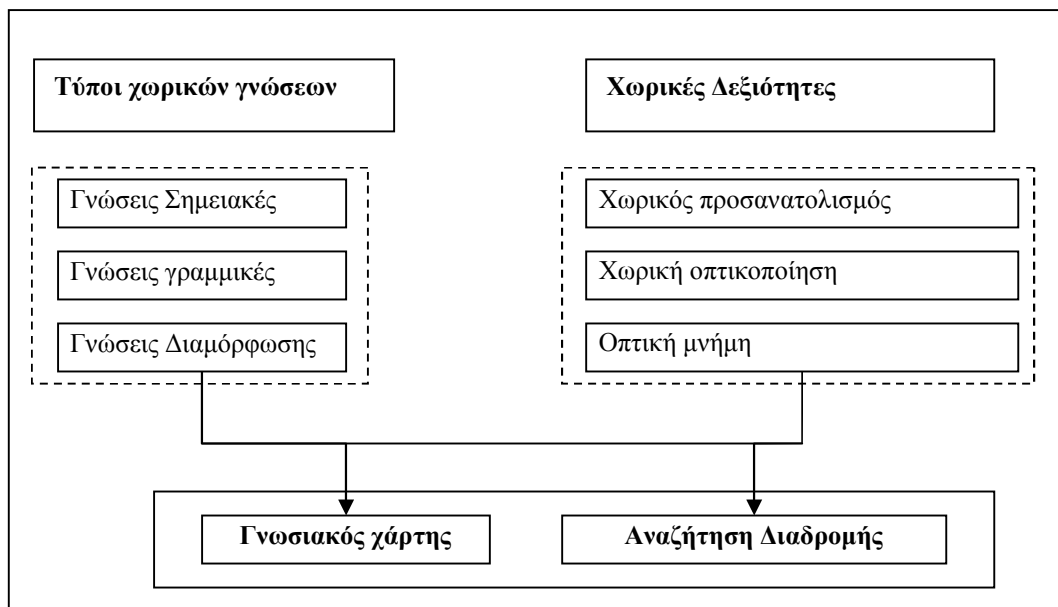 Τύποι χωρικών γνώσεων
Χωρικές Δεξιότητες
Γνώσεις Σημειακές
Γνώσεις γραμμικές
Γνώσεις Διαμόρφωσης
Χωρικός προσανατολισμός
Χωρική οπτικοποίηση
Οπτική μνήμη
Γνωσιακός χάρτης
Αναζήτηση Διαδρομής